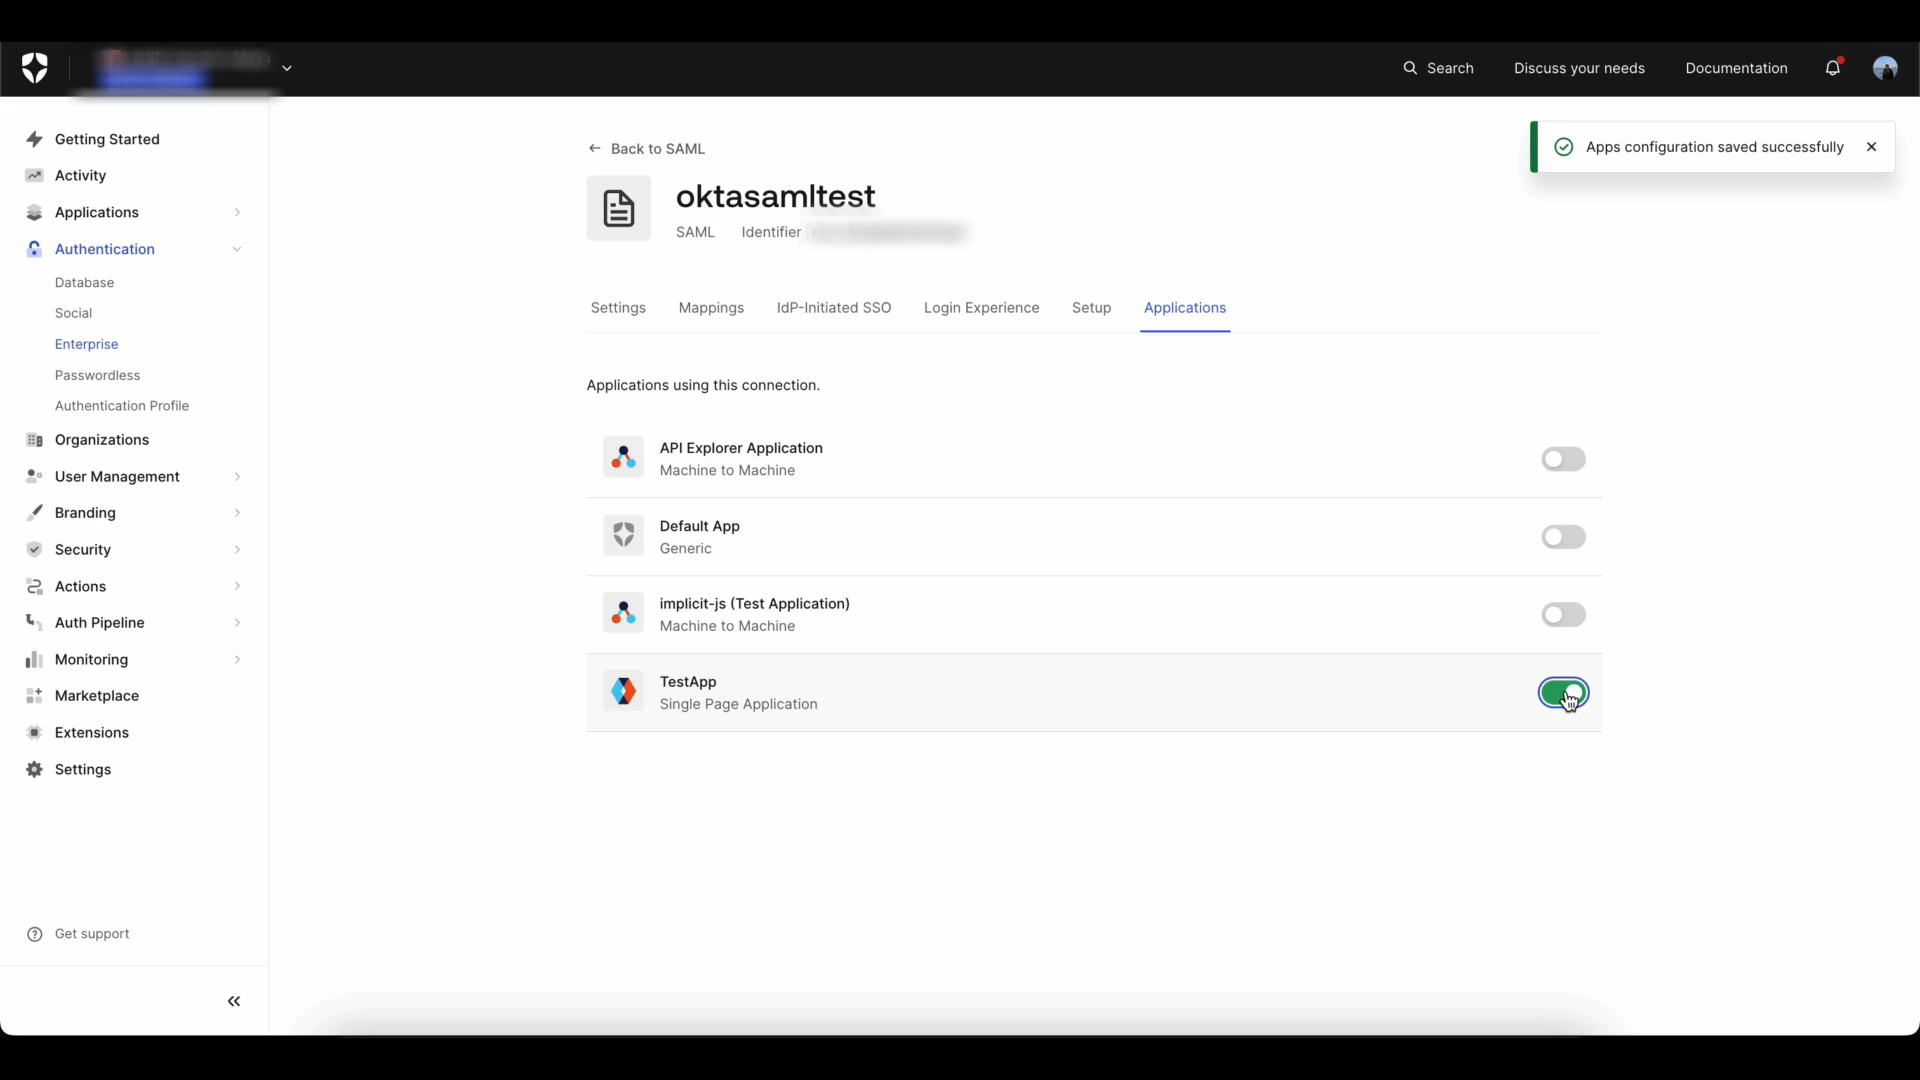 Search
Discuss your needs
Documentation
Getting Started
Activity
Applications
Authentication
Database
Social
Enterprise
Passwordless
Authentication Profile
Organizations
User Management
Branding
Security
Actions
Auth Pipeline
Monitoring
Marketplace
Extensions
Settings
Get support
Back to SAML
oktasamltest
SAML Identifier
Apps configuration saved successfully
Settings Mappings IdP-Initiated SSO Login Experience Setup Applications
Applications using this connection.
API Explorer Application
Machine to Machine
Default App
Generic
implicit-js (Test Application)
Machine to Machine
TestApp
Single Page Application